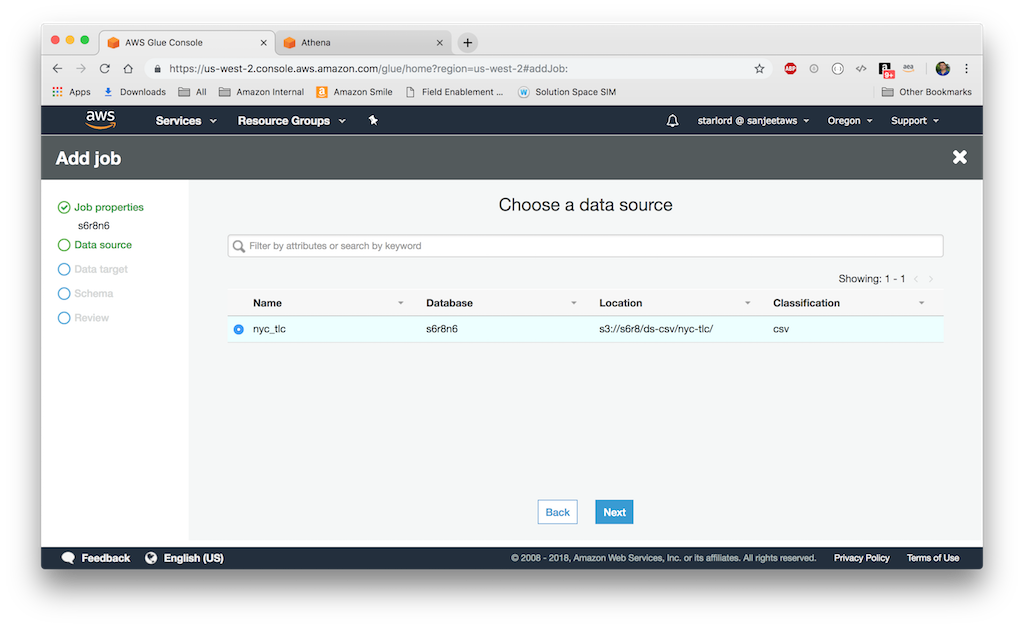 AWS Glue Console
Athena
https://us-west-2.console.aws.amazon.com/glue/home?region=us-west-2#addJob:
ABP
a
g+
aea
Apps
Downloads
All
Amazon Internal
Amazon Smile
Field Enablement ...
Solution Space SIM
Other Bookmarks
aws
Services
Resource Groups
starlord @ sanjeetaws
Oregon
Support
Add job
Job properties
s6r8n6
Data source
Data target
Schema
Review
Choose a data source
Filter by attributes or search by keyword
Showing: 1 - 1
Name Database Location Classification
nyc_tlc s6r8n6 s3://s6r8/ds-csv/nyc-tlc/ csv
Back
Next
Feedback
English (US)
© 2008 - 2018, Amazon Web Services, Inc. or its affiliates. All rights reserved.
Privacy Policy
Terms of Use